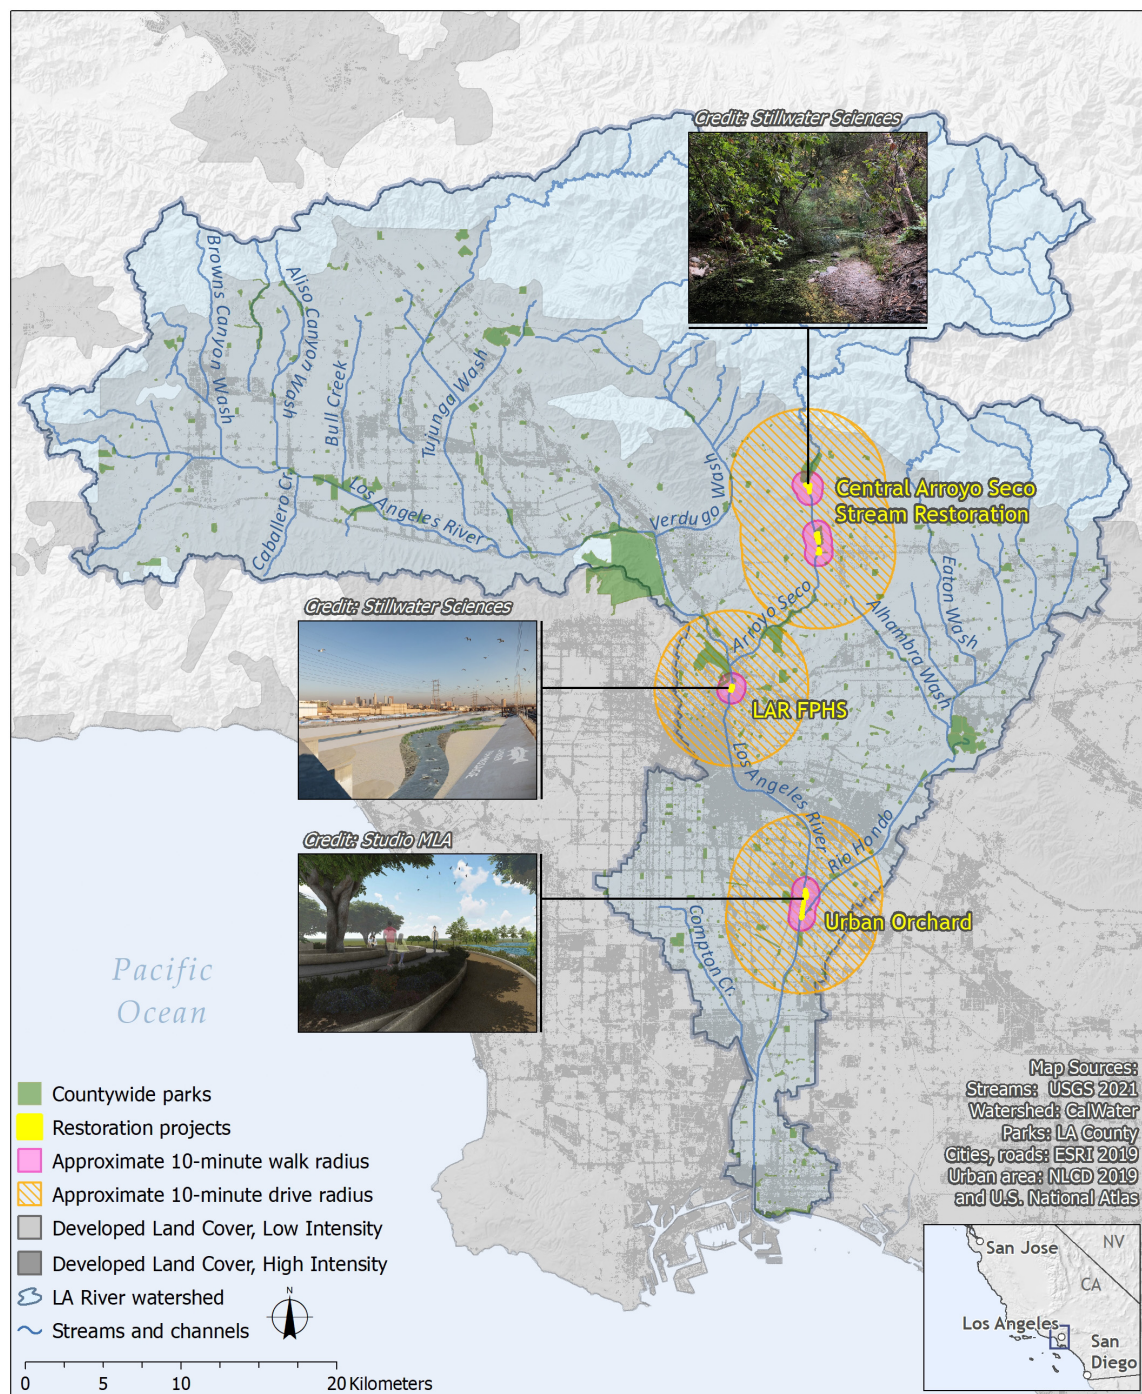 Credit: Stillwater Sciences
Browns Canyon Wash
Aliso Canyon Wash
Bull Creek
Tujunga Wash
Caballero Cr.
Los Angeles River
Verdugo Wash
Central Arroyo Seco
Stream Restoration
Eaton Wash
Alhambra Wash
Arroyo Seco
Credit: Stillwater Sciences
LAR FPHS
Los Angeles River
Rio Hondo
Credit: Studio MLA
Urban Orchard
Compton Cr.
Pacific
Ocean
Countywide parks
Restoration projects
Approximate 10-minute walk radius
Approximate 10-minute drive radius
Developed Land Cover, Low Intensity
Developed Land Cover, High Intensity
LA River watershed
Streams and channels
N
0 5 10 20 Kilometers
Map Sources:
Streams: USGS 2021
Watershed: CalWater
Parks: LA County
Cities, roads: ESRI 2019
Urban area: NLCD 2019
and U.S. National Atlas
San Jose
NV
CA
Los Angeles
San
Diego